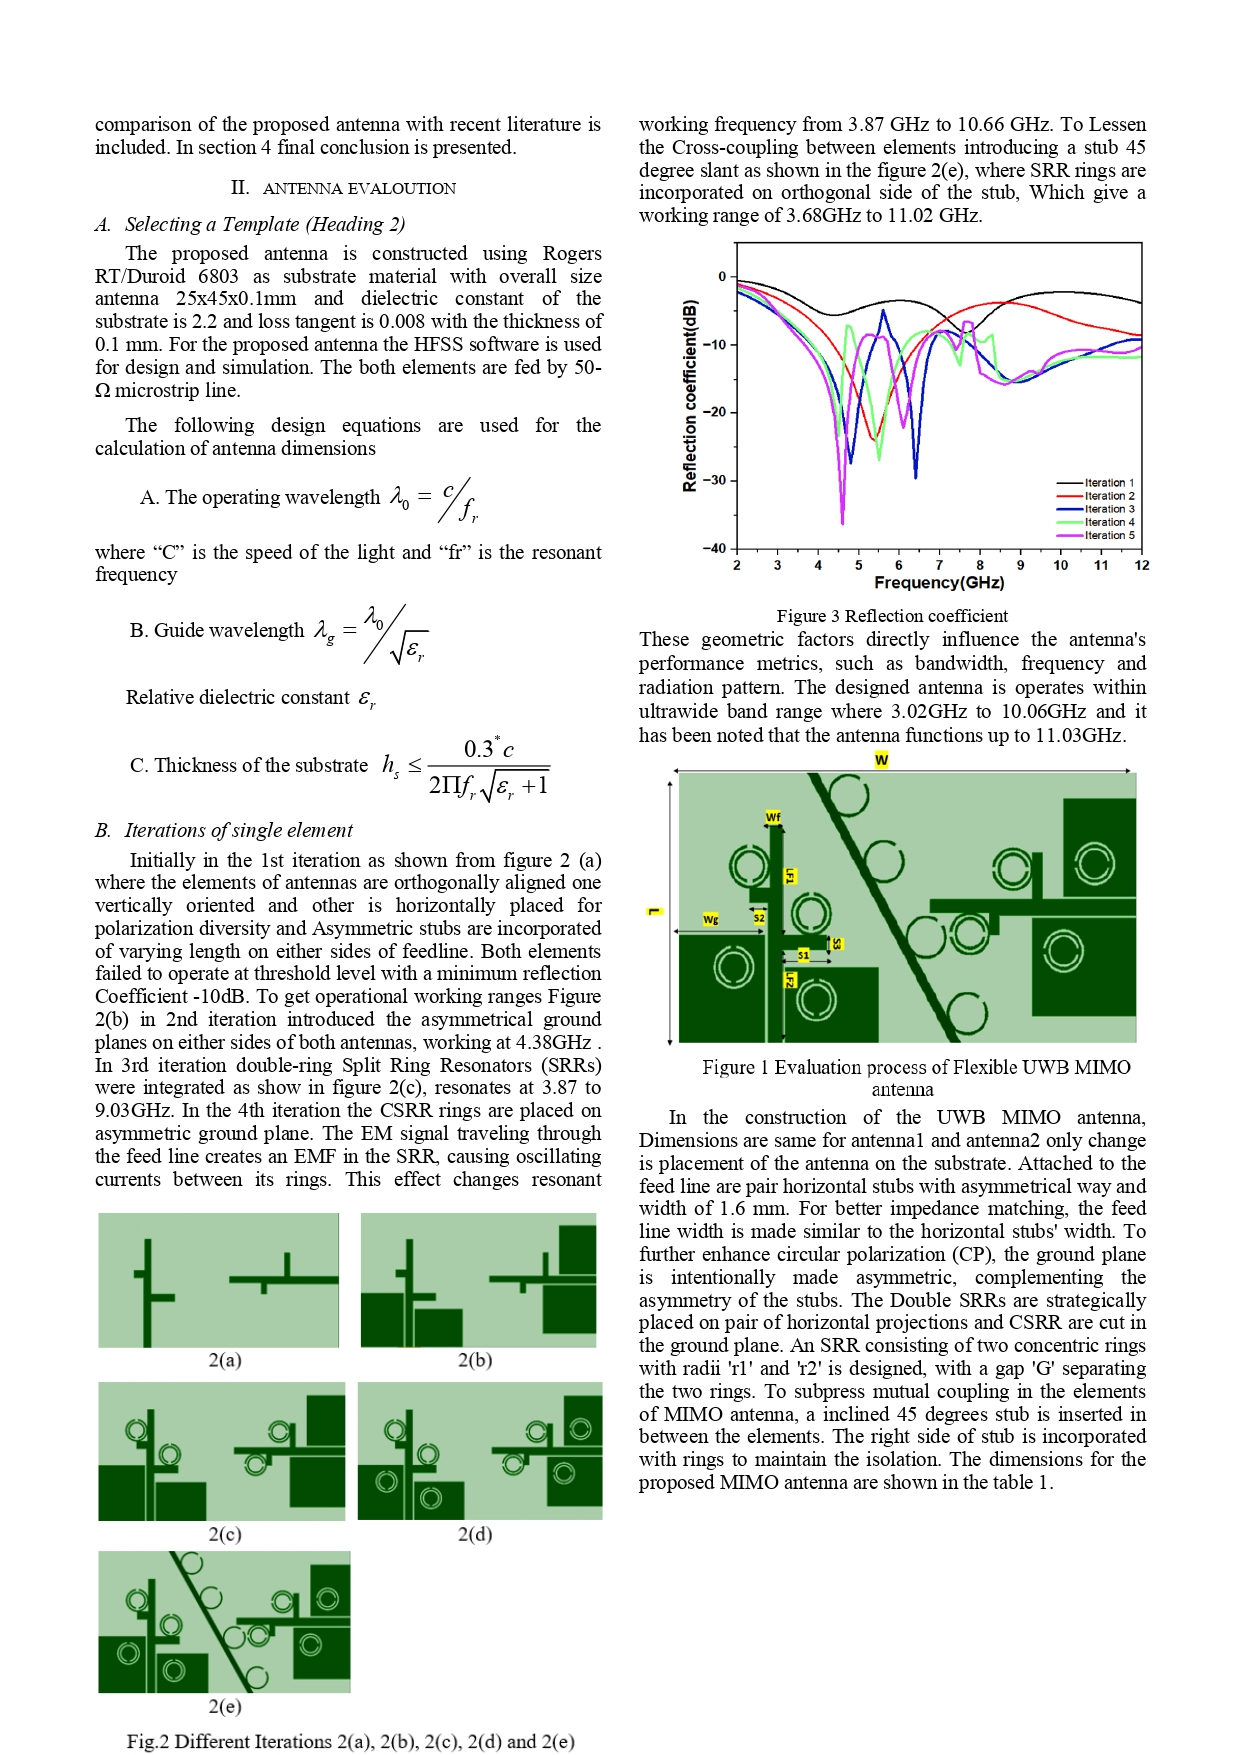 comparison of the proposed antenna with recent literature is
included. In section 4 final conclusion is presented.
II. ANTENNA EVALOUTION
A. Selecting a Template (Heading 2)
The proposed antenna is constructed using Rogers
RT/Duroid 6803 as substrate material with overall size
antenna 25x45x0.1mm and dielectric constant of the
substrate is 2.2 and loss tangent is 0.008 with the thickness of
0.1 mm. For the proposed antenna the HFSS software is used
for design and simulation. The both elements are fed by 50-
Ω microstrip line.
The following design equations are used for the
calculation of antenna dimensions
A. The operating wavelength λ0 = c/fr
where “C” is the speed of the light and “fr” is the resonant
frequency
B. Guide wavelength λg = λ0/√εr
Relative dielectric constant εr
C. Thickness of the substrate hs ≤ 0.3*c / 2Πfr√εr +1
B. Iterations of single element
Initially in the 1st iteration as shown from figure 2 (a)
where the elements of antennas are orthogonally aligned one
vertically oriented and other is horizontally placed for
polarization diversity and Asymmetric stubs are incorporated
of varying length on either sides of feedline. Both elements
failed to operate at threshold level with a minimum reflection
Coefficient -10dB. To get operational working ranges Figure
2(b) in 2nd iteration introduced the asymmetrical ground
planes on either sides of both antennas, working at 4.38GHz .
In 3rd iteration double-ring Split Ring Resonators (SRRs)
were integrated as show in figure 2(c), resonates at 3.87 to
9.03GHz. In the 4th iteration the CSRR rings are placed on
asymmetric ground plane. The EM signal traveling through
the feed line creates an EMF in the SRR, causing oscillating
currents between its rings. This effect changes resonant
2(a)
2(b)
2(c)
2(d)
2(e)
Fig.2 Different Iterations 2(a), 2(b), 2(c), 2(d) and 2(e)
working frequency from 3.87 GHz to 10.66 GHz. To Lessen
the Cross-coupling between elements introducing a stub 45
degree slant as shown in the figure 2(e), where SRR rings are
incorporated on orthogonal side of the stub, Which give a
working range of 3.68GHz to 11.02 GHz.
Reflection coefficient(dB)
0
−10
−20
−30
−40
Iteration 1
Iteration 2
Iteration 3
Iteration 4
Iteration 5
2 3 4 5 6 7 8 9 10 11 12
Frequency(GHz)
Figure 3 Reflection coefficient
These geometric factors directly influence the antenna's
performance metrics, such as bandwidth, frequency and
radiation pattern. The designed antenna is operates within
ultrawide band range where 3.02GHz to 10.06GHz and it
has been noted that the antenna functions up to 11.03GHz.
W
Wf
LF1
L
Wg
S2
S3
S1
LF2
Figure 1 Evaluation process of Flexible UWB MIMO
antenna
In the construction of the UWB MIMO antenna,
Dimensions are same for antenna1 and antenna2 only change
is placement of the antenna on the substrate. Attached to the
feed line are pair horizontal stubs with asymmetrical way and
width of 1.6 mm. For better impedance matching, the feed
line width is made similar to the horizontal stubs' width. To
further enhance circular polarization (CP), the ground plane
is intentionally made asymmetric, complementing the
asymmetry of the stubs. The Double SRRs are strategically
placed on pair of horizontal projections and CSRR are cut in
the ground plane. An SRR consisting of two concentric rings
with radii 'r1' and 'r2' is designed, with a gap 'G' separating
the two rings. To subpress mutual coupling in the elements
of MIMO antenna, a inclined 45 degrees stub is inserted in
between the elements. The right side of stub is incorporated
with rings to maintain the isolation. The dimensions for the
proposed MIMO antenna are shown in the table 1.